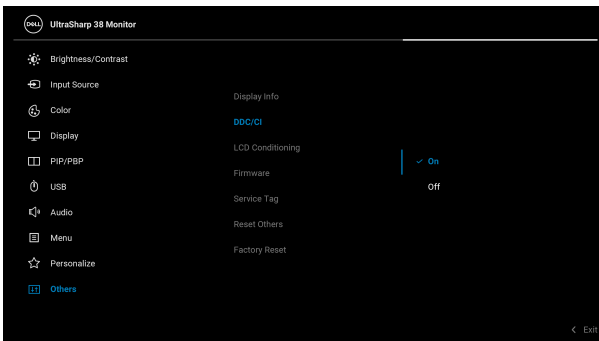 DELL UltraSharp 38 Monitor
Brightness/Contrast
Input Source
Color
Display
PIP/PBP
USB
Audio
Menu
Personalize
Others
Display Info
DDC/CI
LCD Conditioning
Firmware
Service Tag
Reset Others
Factory Reset
On
Off
Exit